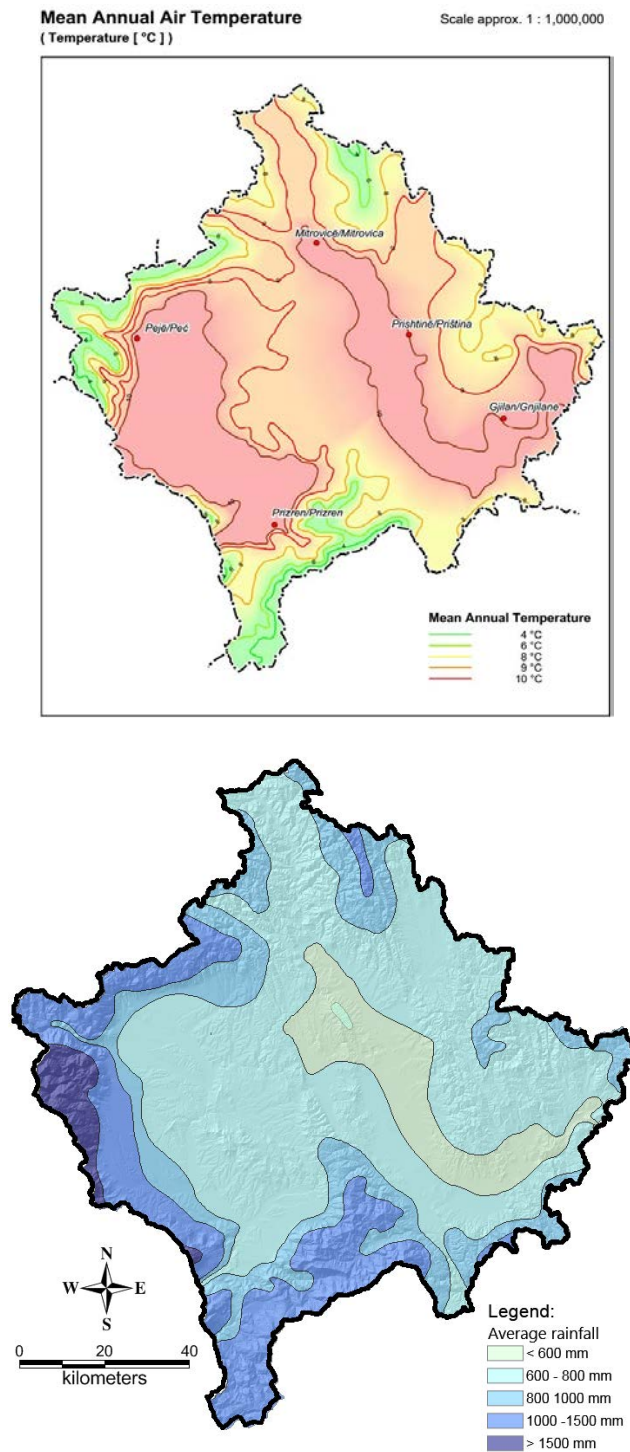 Mean Annual Air Temperature
Scale approx. 1 : 1,000,000
( Temperature [ °C ] )
Mitrovicë/Mitrovica
Pejë/Peć
Prishtinë/Priština
Gjilan/Gnjilane
Prizren/Prizren
Mean Annual Temperature
4 °C
6 °C
8 °C
9 °C
10 °C
N
W E
S
0 20 40
kilometers
Legend:
Average rainfall
< 600 mm
600 - 800 mm
800 1000 mm
1000 -1500 mm
> 1500 mm